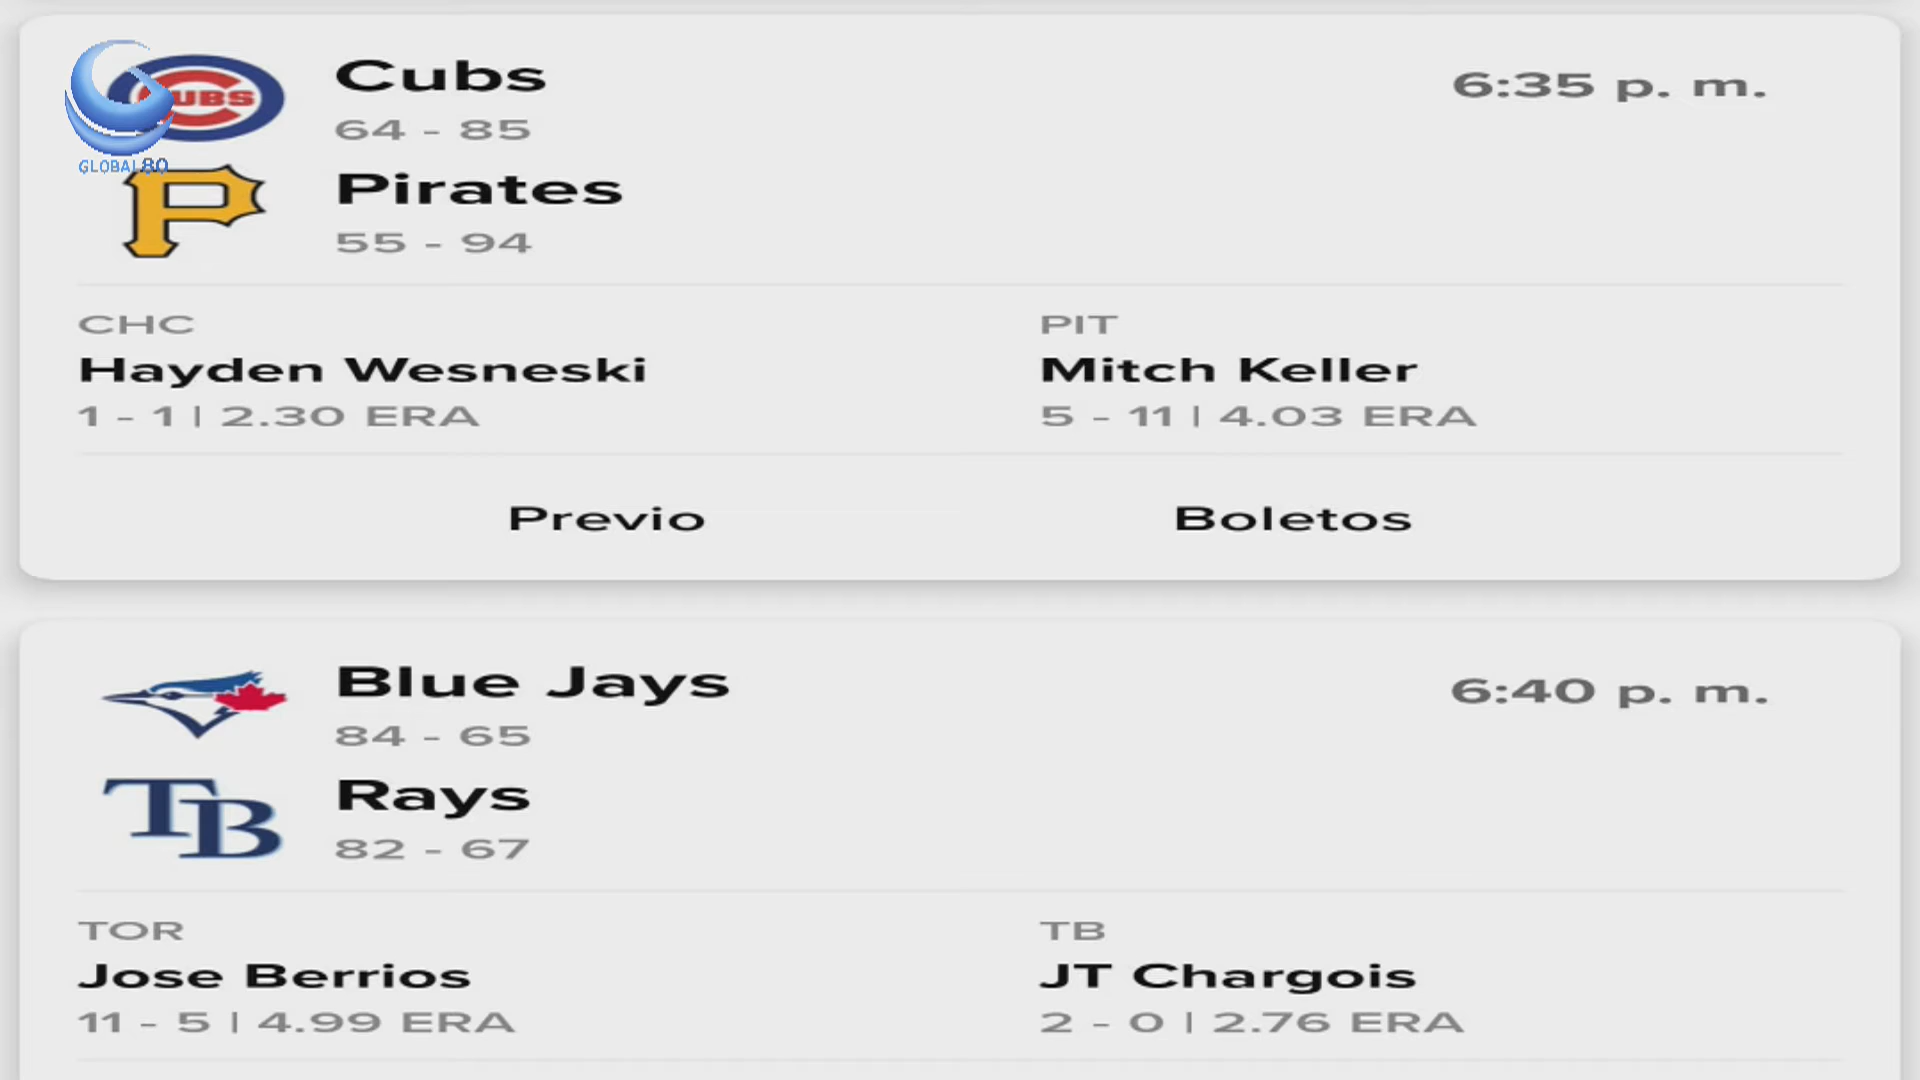 Cubs
6:35 p. m.
64 - 85
GLOBAL80
Pirates
55 - 94
CHC
PIT
Hayden Wesneski
Mitch Keller
1 - 1 | 2.30 ERA
5 - 11 | 4.03 ERA
Previo
Boletos
Blue Jays
6:40 p. m.
84 - 65
Rays
82 - 67
TOR
TB
Jose Berrios
JT Chargois
11 - 5 | 4.99 ERA
2 - 0 | 2.76 ERA